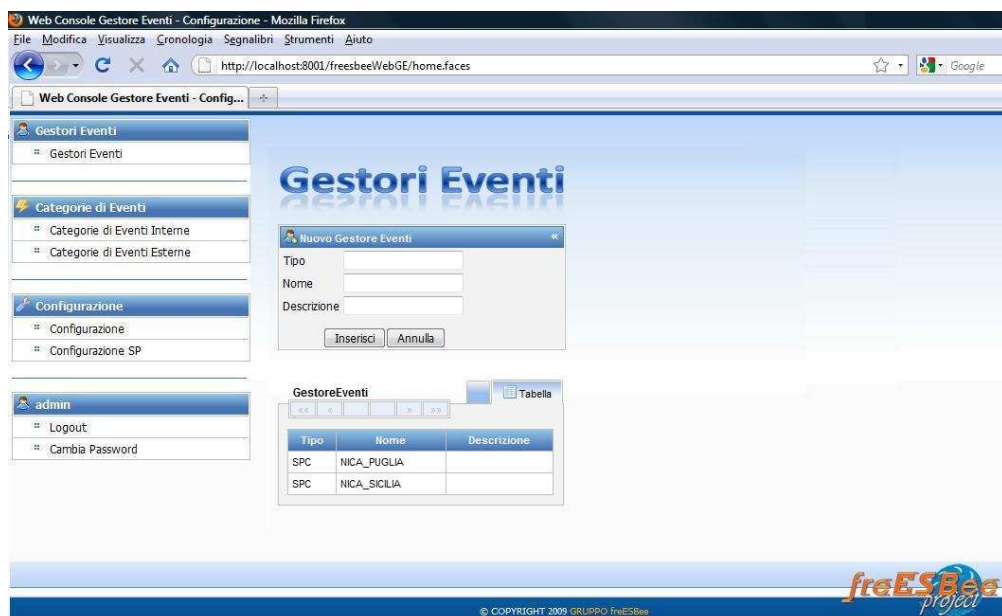 Web Console Gestore Eventi - Configurazione - Mozilla Firefox
File Modifica Visualizza Cronologia Segnalibri Strumenti Aiuto
http://localhost:8001/freesbeeWebGE/home.faces
Google
Web Console Gestore Eventi - Config...
Gestori Eventi
Gestori Eventi
Categorie di Eventi
Categorie di Eventi Interne
Categorie di Eventi Esterne
Configurazione
Configurazione
Configurazione SP
admin
Logout
Cambia Password
Gestori Eventi
Nuovo Gestore Eventi «
Tipo
Nome
Descrizione
Inserisci Annulla
GestoreEventi Tabella
«« « » »»
Tipo Nome Descrizione
SPC NICA_PUGLIA
SPC NICA_SICILIA
freESBee
project
© COPYRIGHT 2009 GRUPPO freESBee